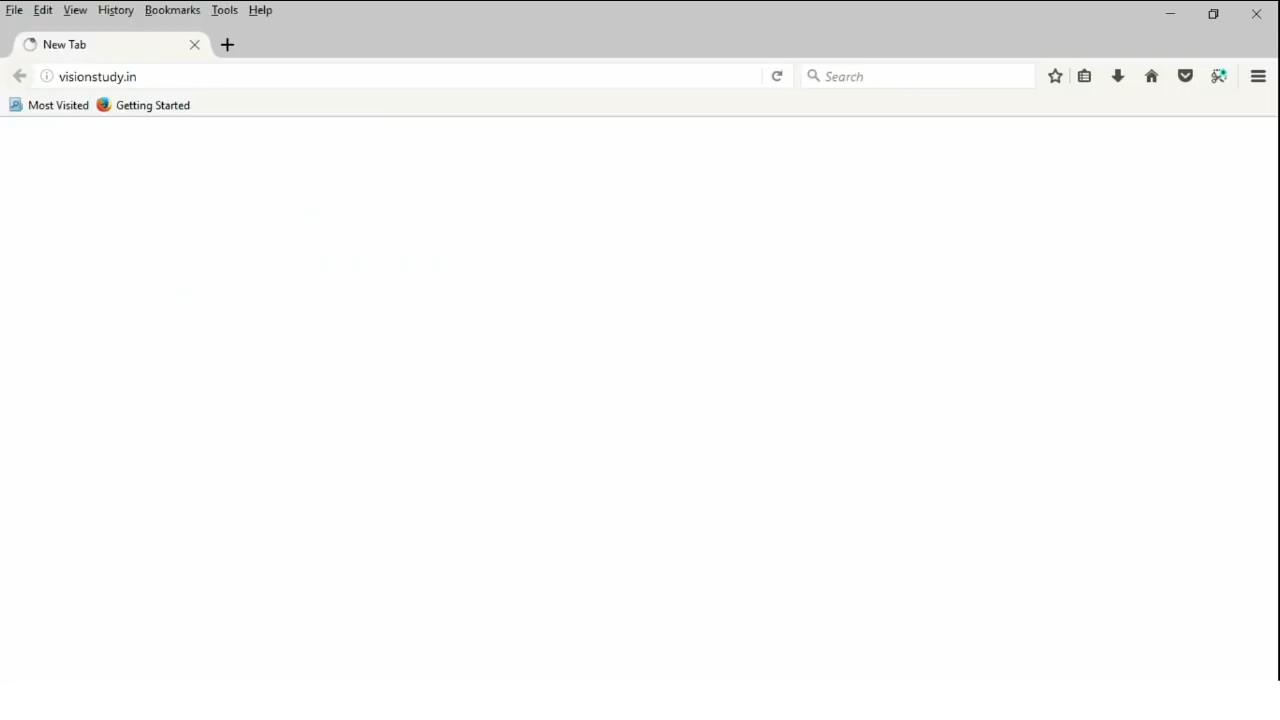 File Edit View History Bookmarks Tools Help
New Tab
visionstudy.in Search
Most Visited Getting Started